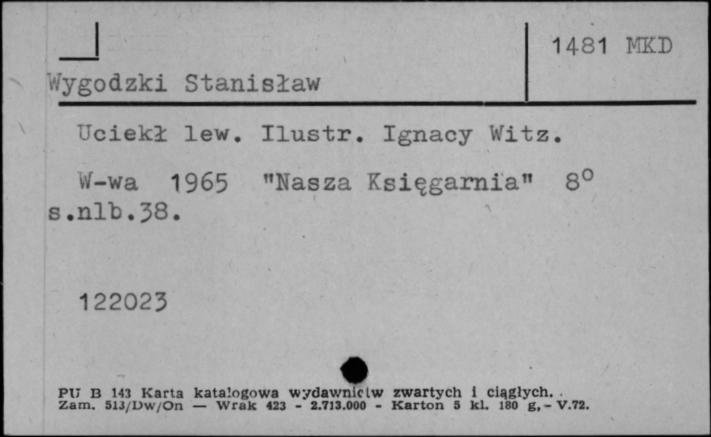 1481 MKD
Wygodzki Stanisław
Uciekł lew. Ilustr. Ignacy Witz.
W-wa 1965 "Nasza Księgarnia" 8°
s.nlb.38.
122023
PU B 143 Karta katalogowa wydawnictw zwartych i ciągłych.
Zam. 513/Dw/On — Wrak 423 - 2.713.000 - Karton 5 kl. 180 g, - V.72.